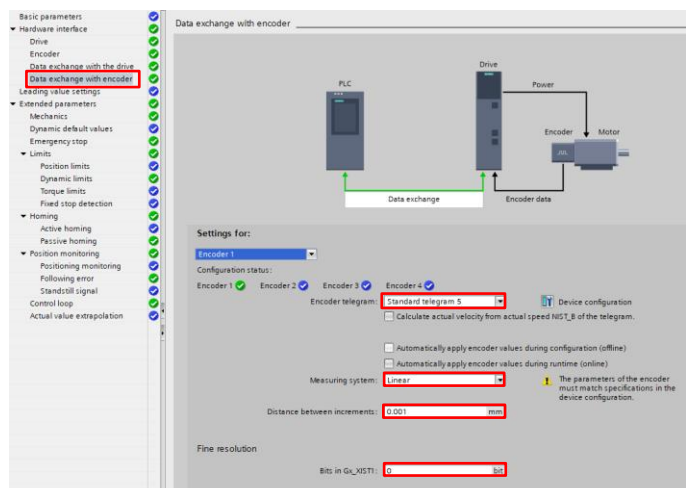 Basic parameters
Hardware interface
Drive
Encoder
Data exchange with the drive
Data exchange with encoder
Leading value settings
Extended parameters
Mechanics
Dynamic default values
Emergency stop
Limits
Position limits
Dynamic limits
Torque limits
Fixed stop detection
Homing
Active homing
Passive homing
Position monitoring
Positioning monitoring
Following error
Standstill signal
Control loop
Actual value extrapolation
Data exchange with encoder
Drive
PLC
Power
Encoder Motor
Data exchange
Encoder data
Settings for:
Encoder 1
Configuration status:
Encoder 1 Encoder 2 Encoder 3 Encoder 4
Encoder telegram: Standard telegram 5 Device configuration
Calculate actual velocity from actual speed NIST_B of the telegram.
Automatically apply encoder values during configuration (offline)
Automatically apply encoder values during runtime (online)
Measuring system: Linear
The parameters of the encoder
must match specifications in the
device configuration.
Distance between increments: 0.001 mm
Fine resolution
Bits in Gx_XIST1: 0 bit